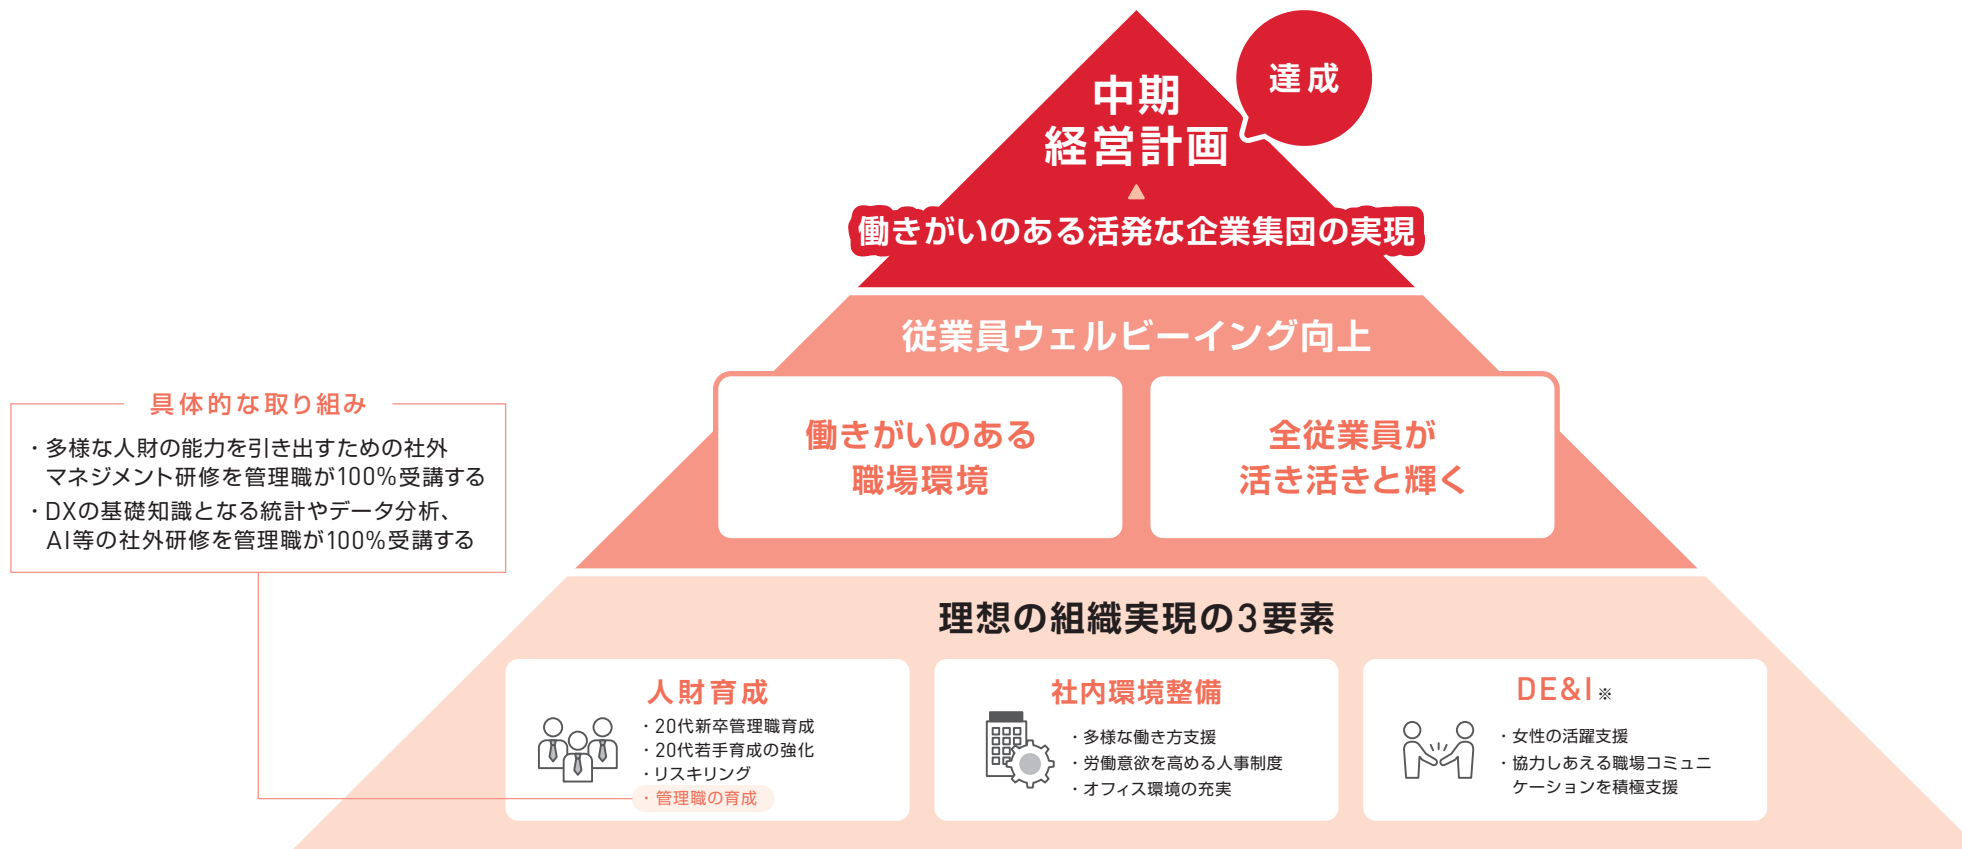 達成
中期
経営計画
働きがいのある活発な企業集団の実現
従業員ウェルビーイング向上
働きがいのある
職場環境
全従業員が
活き活きと輝く
具体的な取り組み
・多様な人財の能力を引き出すための社外
マネジメント研修を管理職が100%受講する
・DXの基礎知識となる統計やデータ分析、
AI等の社外研修を管理職が100%受講する
理想の組織実現の3要素
人財育成
・20代新卒管理職育成
・20代若手育成の強化
・リスキリング
・管理職の育成
社内環境整備
・多様な働き方支援
・労働意欲を高める人事制度
・オフィス環境の充実
DE&I※
・女性の活躍支援
・協力しあえる職場コミュニ
ケーションを積極支援